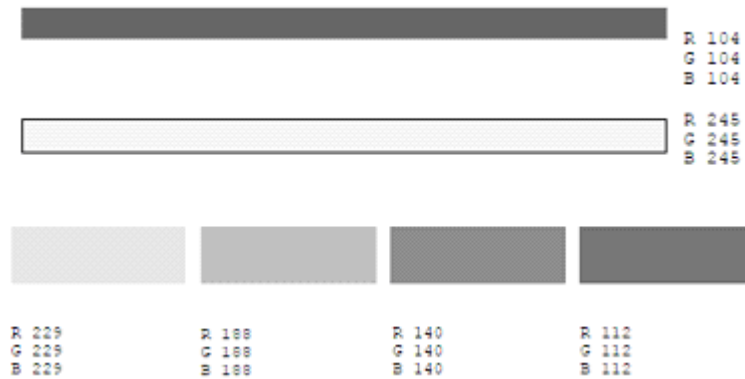 R 104
G 104
B 104
R 245
G 245
B 245
R 229
G 229
B 229
R 188
G 188
B 188
R 140
G 140
B 140
R 112
G 112
B 112